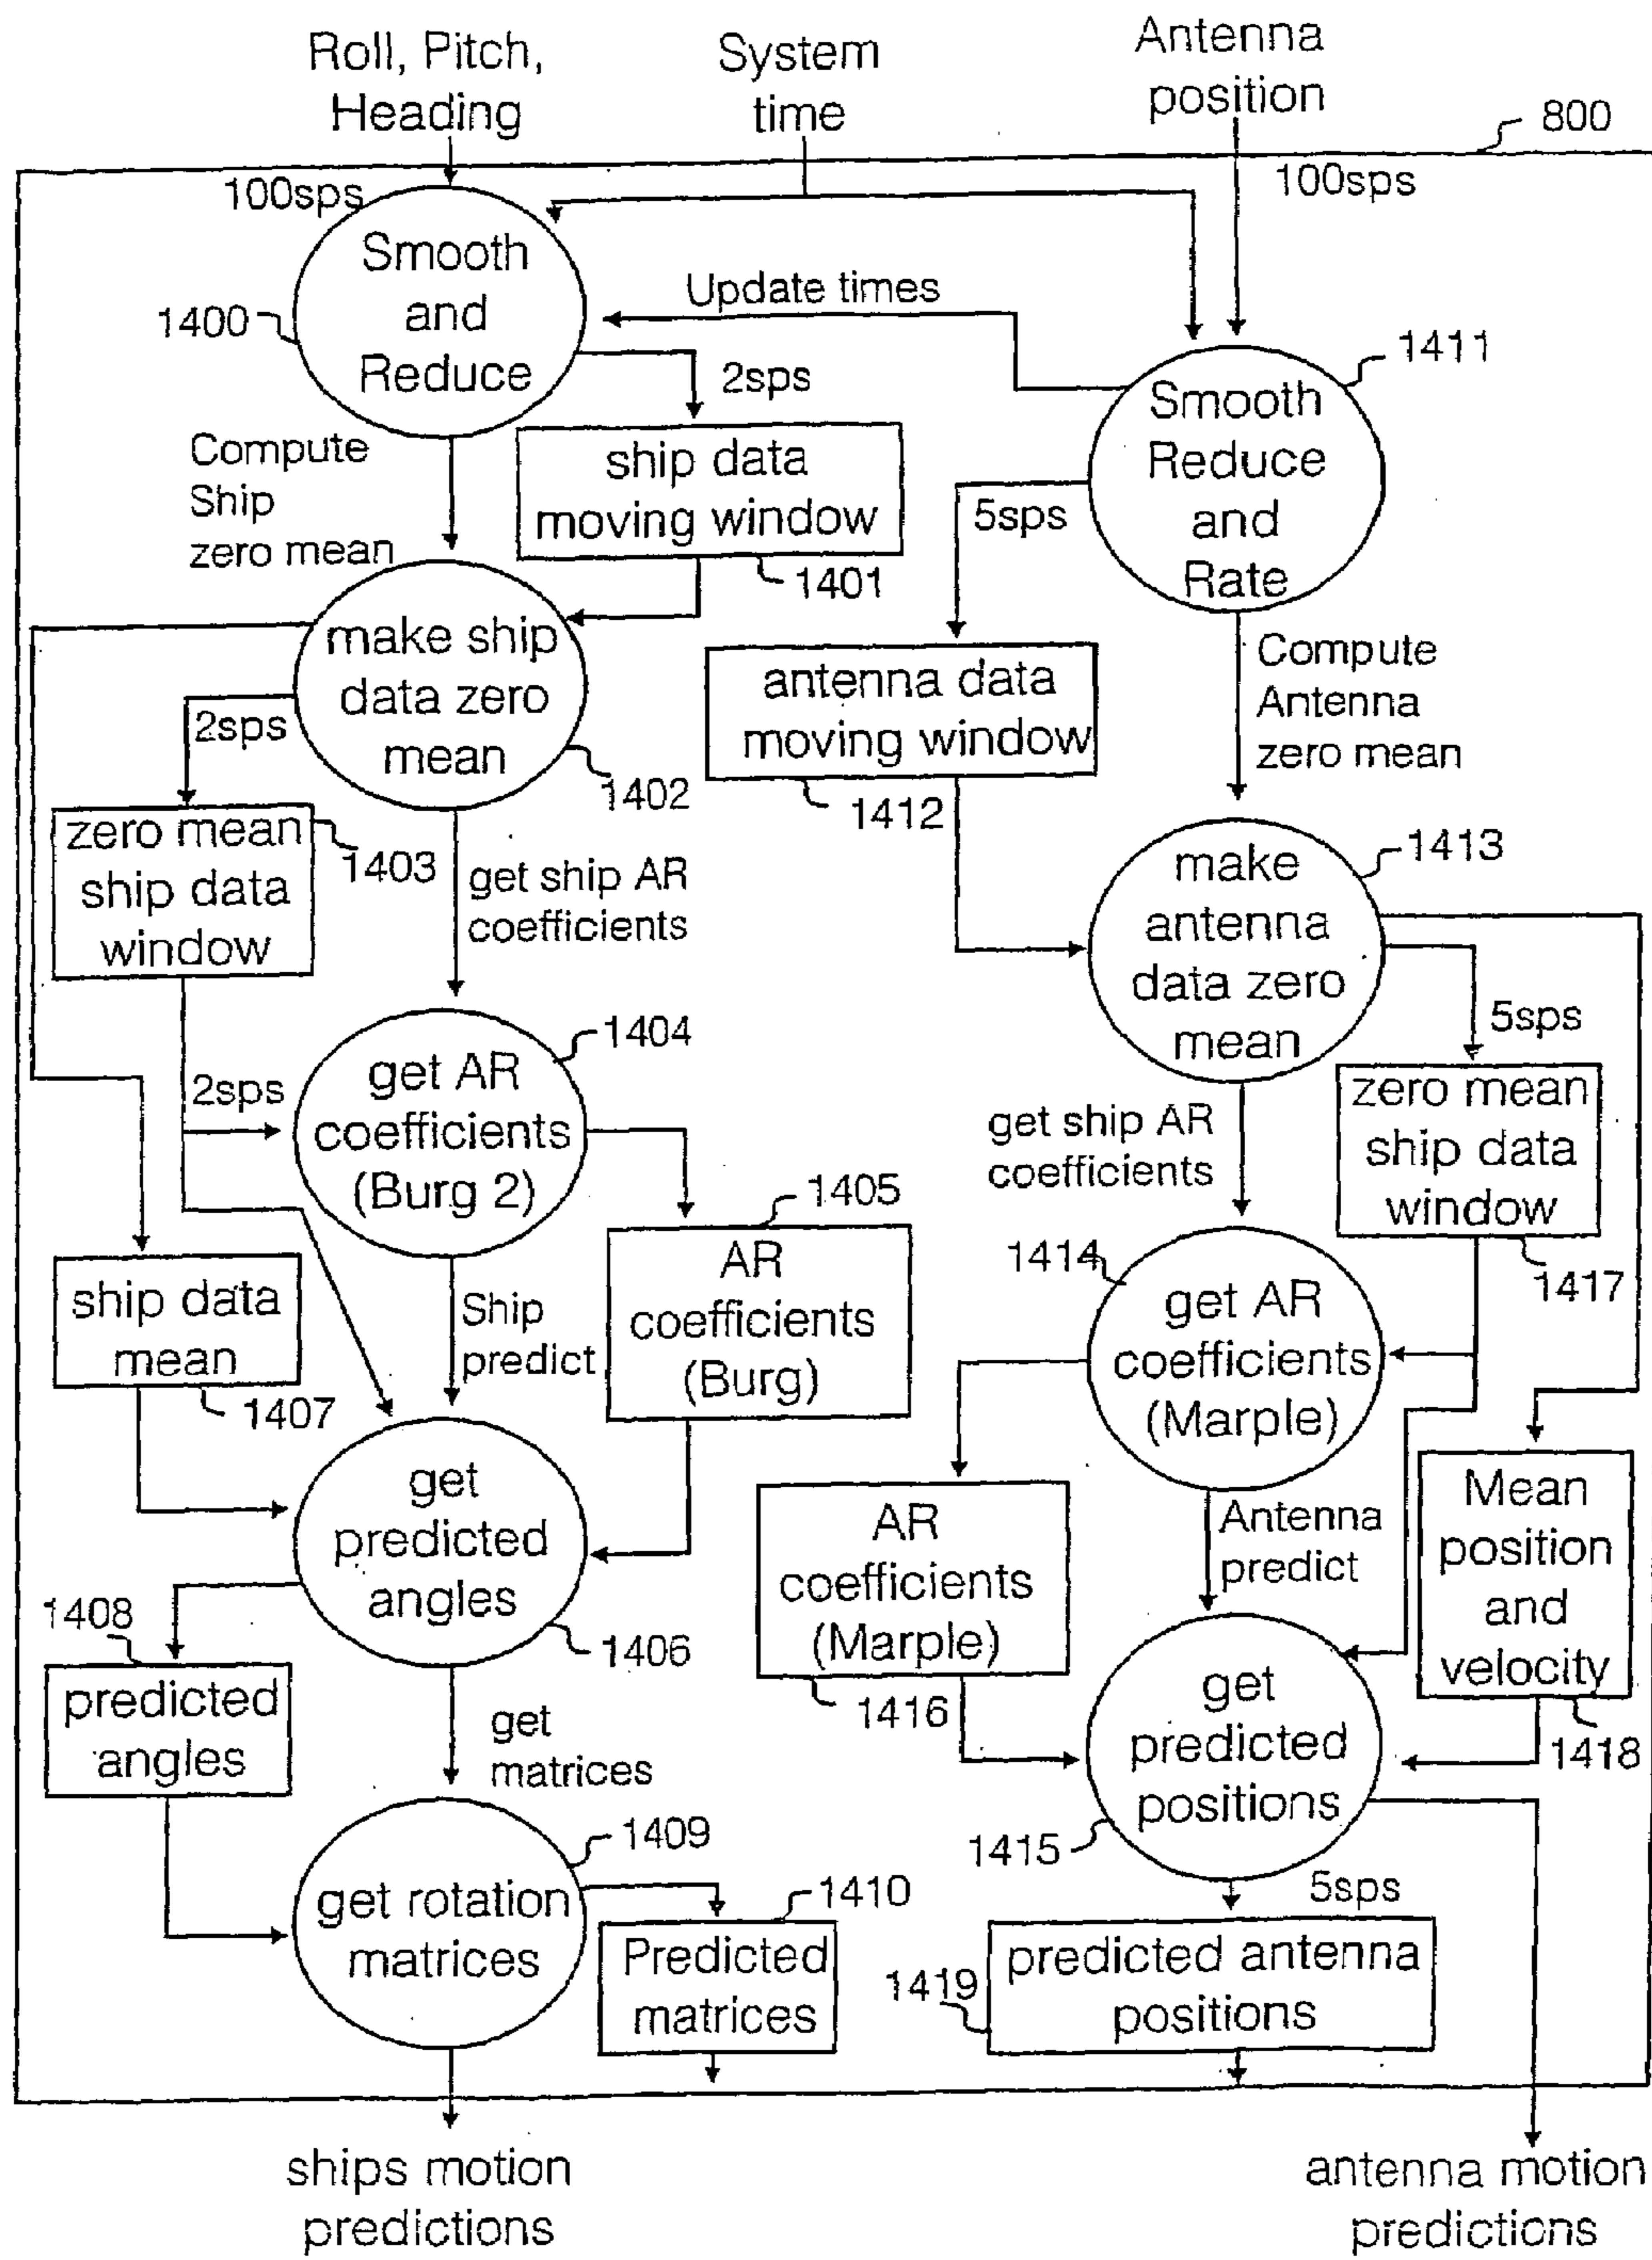 Roll, Pitch,
Heading
System
time
Antenna
position
800
100sps
100sps
Smooth
and
Reduce
1400
Update times
2sps
1411
Smooth
Reduce
and
Rate
Compute
Ship
zero mean
ship data
moving window
1401
5sps
make ship
data zero
mean
1402
2sps
antenna data
moving window
1412
Compute
Antenna
zero mean
zero mean
ship data
window
1403
get ship AR
coefficients
make
antenna
data zero
mean
1413
5sps
2sps
get AR
coefficients
(Burg 2)
1404
get ship AR
coefficients
zero mean
ship data
window
1417
1405
AR
coefficients
(Burg)
ship data
mean
1407
Ship
predict
1414
get AR
coefficients
(Marple)
get
predicted
angles
1406
AR
coefficients
(Marple)
1416
Antenna
predict
Mean
position
and
velocity
1418
1408
predicted
angles
get
matrices
get
predicted
positions
1415
1409
get rotation
matrices
1410
Predicted
matrices
5sps
1419
predicted antenna
positions
ships motion
predictions
antenna motion
predictions